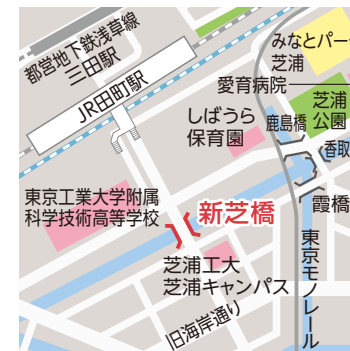 都営地下鉄浅草線
三田駅
JR田町駅
みなとパー
芝浦
愛育病院
芝浦
公園
しばうら
保育園
鹿島橋
香取
東京工業大学附属
科学技術高等学校
新芝橋
霞橋
芝浦工大
芝浦キャンパス
東京モノレール
旧海岸通り